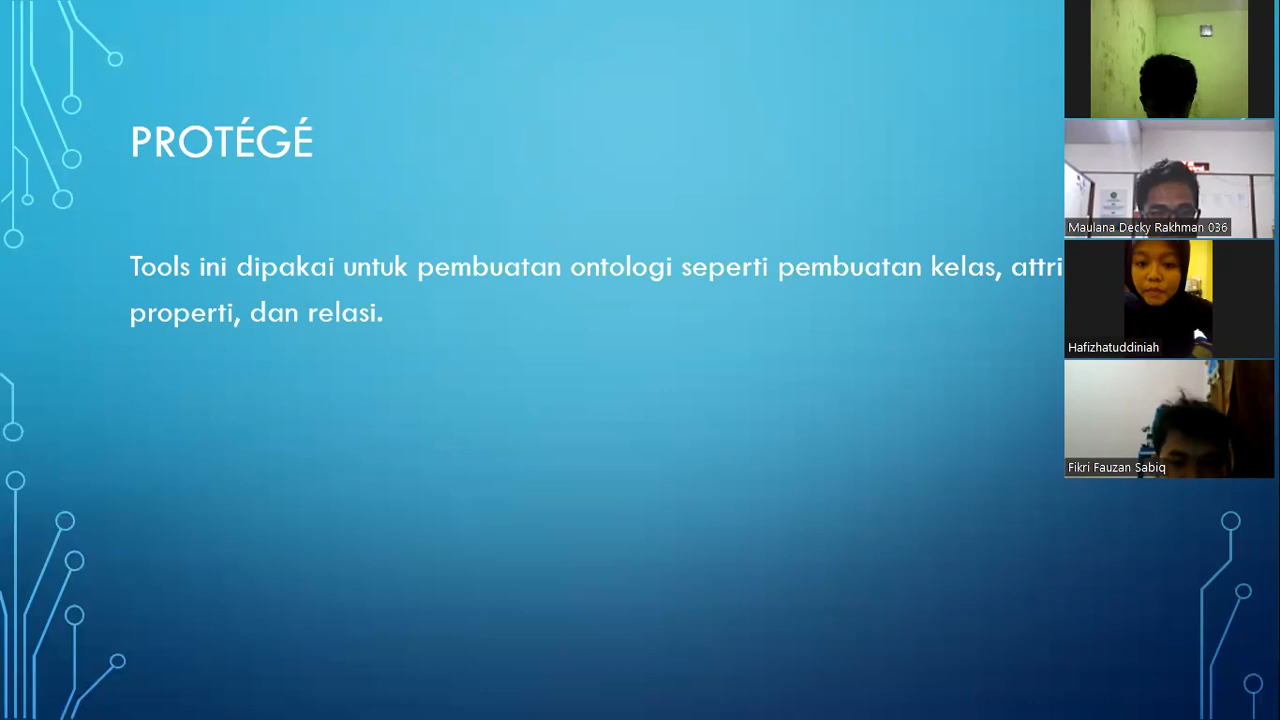 PROTÉGÉ
Tools ini dipakai untuk pembuatan ontologi seperti pembuatan kelas,
properti, dan relasi.
Maulana Decky Rakhman 036
Hafizhatuddiniah
Fikri Fauzan Sabiq